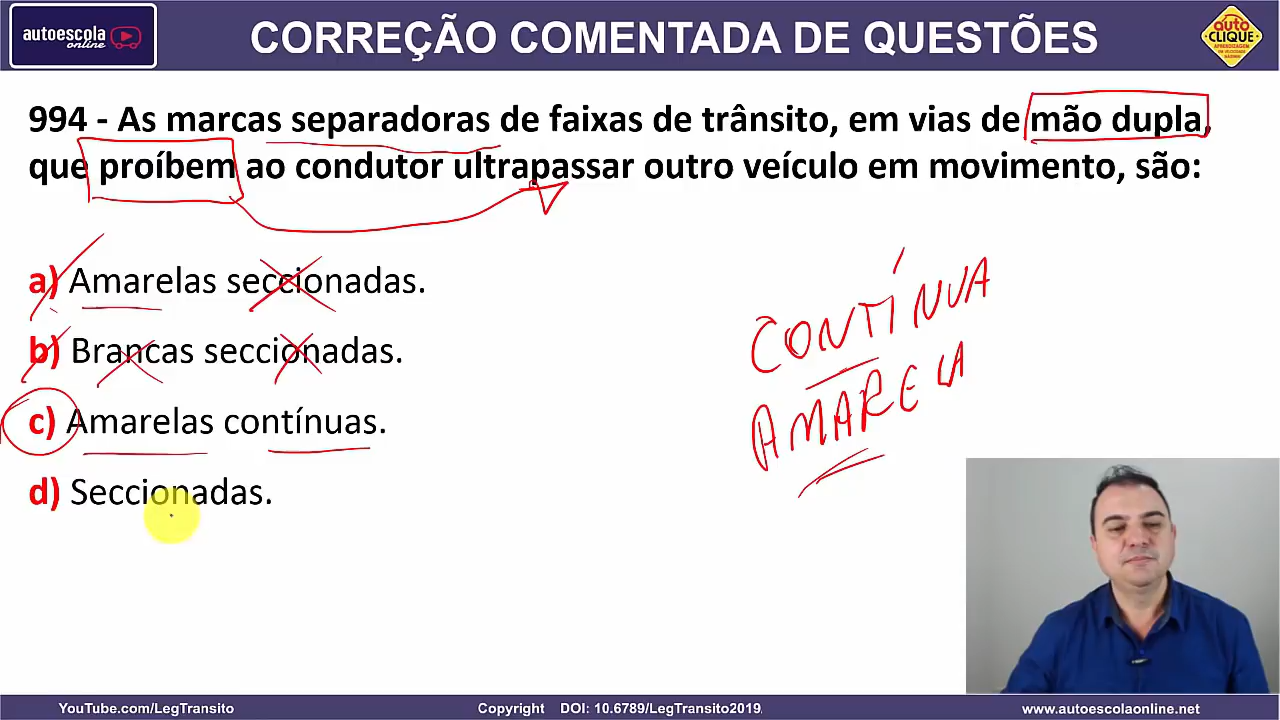 autoescola
online
CORREÇÃO COMENTADA DE QUESTÕES
auto
CLIQUE
994 - As marcas separadoras de faixas de trânsito, em vias de mão dupla,
que proíbem ao condutor ultrapassar outro veículo em movimento, são:
a) Amarelas seccionadas.
b) Brancas seccionadas.
c) Amarelas contínuas.
d) Seccionadas.
CONTÍNUA
AMARELA
YouTube.com/LegTransito
Copyright DOI: 10.6789/LegTransito2019
www.autoescolaonline.net